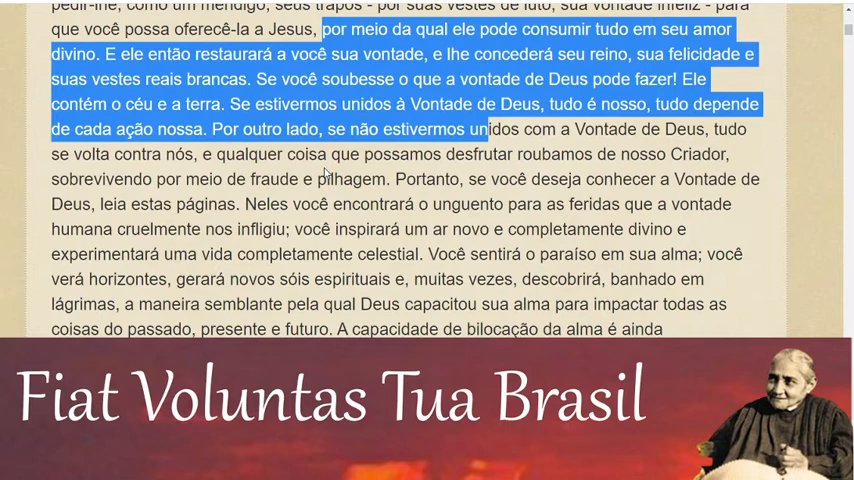 pedir-lhe, como um mendigo, seus trapos - por suas vestes de luto, sua vontade infeliz - para
que você possa oferecê-la a Jesus, por meio da qual ele pode consumir tudo em seu amor
divino. E ele então restaurará a você sua vontade, e lhe concederá seu reino, sua felicidade e
suas vestes reais brancas. Se você soubesse o que a vontade de Deus pode fazer! Ele
contém o céu e a terra. Se estivermos unidos à Vontade de Deus, tudo é nosso, tudo depende
de cada ação nossa. Por outro lado, se não estivermos unidos com a Vontade de Deus, tudo
se volta contra nós, e qualquer coisa que possamos desfrutar roubamos de nosso Criador,
sobrevivendo por meio de fraude e pilhagem. Portanto, se você deseja conhecer a Vontade de
Deus, leia estas páginas. Neles você encontrará o unguento para as feridas que a vontade
humana cruelmente nos infligiu; você inspirará um ar novo e completamente divino e
experimentará uma vida completamente celestial. Você sentirá o paraíso em sua alma; você
verá horizontes, gerará novos sóis espirituais e, muitas vezes, descobrirá, banhado em
lágrimas, a maneira semblante pela qual Deus capacitou sua alma para impactar todas as
coisas do passado, presente e futuro. A capacidade de bilocação da alma é ainda
Fiat Voluntas Tua Brasil